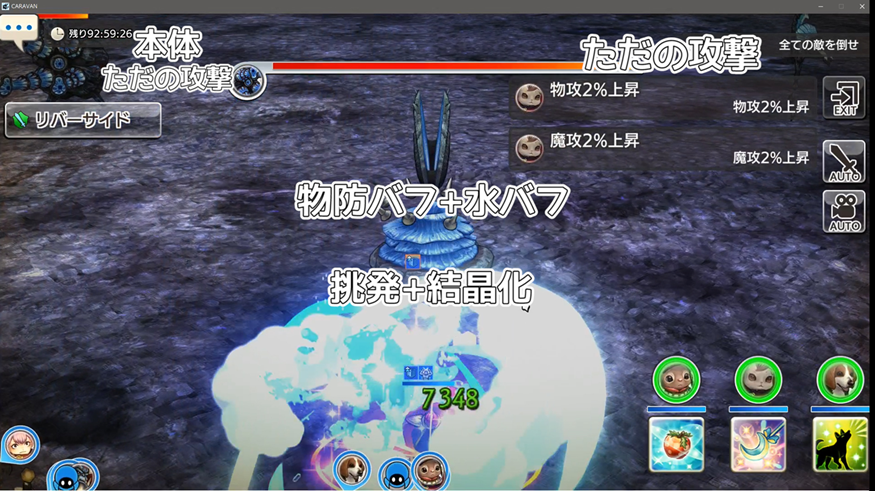 CARAVAN
残り92:59:26
本体
ただの攻撃
ただの攻撃
全ての敵を倒せ
物攻2%上昇
物攻2%上昇
EXIT
リバーサイド
魔攻2%上昇
魔攻2%上昇
AUTO
物防バフ+水バフ
AUTO
挑発+結晶化
7348